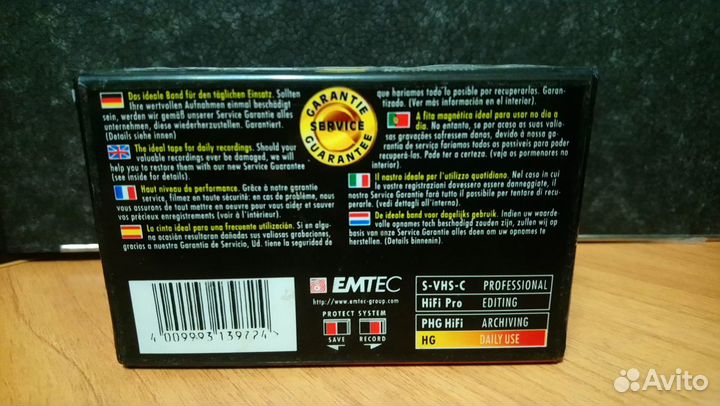 Das ideale Band für den täglichen Einsatz. Sollten
Ihre wertvollen Aufnahmen einmal beschädigt
sein, werden wir gemäß unserer Service Garantie alles
unternehmen, diese wiederherzustellen. Garantiert.
(Details siehe innen)
The ideal tape for daily recordings. Should your
valuable recordings ever be damaged, we will
help you to restore them with our new Service Guarantee
(see inside for details).
Haut niveau de performance. Grâce à notre garantie
service, filmez en toute sécurité: en cas de problème, nous
vous assurons de tout mettre en oeuvre pour vous aider et sauver
vos précieux enregistrements (voir à l'intérieur).
La cinta ideal para una frecuente utilización. Si en algu-
na ocasión resultaran dañadas sus valiosas grabaciones,
gracias a nuestra Garantia de Servicio, Ud. tiene la seguridad de
GARANTIE
SERVICE
GUARANTEE
que haríamos todo lo posible por recuperarlas. Garan-
tizado. (Ver más información en el interior).
A fita magnética ideal para usar no dia a
dia. No entanto, se por acaso as suas valio-
sas gravações sofressem danos, devido à nossa ga-
rantia de serviço fariamos todos os possíveis para poder
recuperá-las. Pode ter a certeza. (veja os pormenores no
interior).
Il nastro ideale per l'utilizzo quotidiano. Nel caso in cui
le vostre registrazioni dovessero essere danneggiate, il
nostro Service Garantie farà tutto il possibile per tentare di recu-
perarle. (vedi dettagli all'interno).
De ideale band voor dagelijks gebruik. Indien uw waarde
volle opnamen toch beschadigd zouden zijn, zullen wij op
basis van onze Service Garantie alles doen om uw opnamen te
herstellen. (Details binnenin).
EMTEC
http://www.emtec-group.com
PROTECT SYSTEM
SAVE
RECORD
S-VHS-C PROFESSIONAL
HiFi Pro EDITING
PHG HiFi ARCHIVING
HG DAILY USE
4 009993 139724
Avito